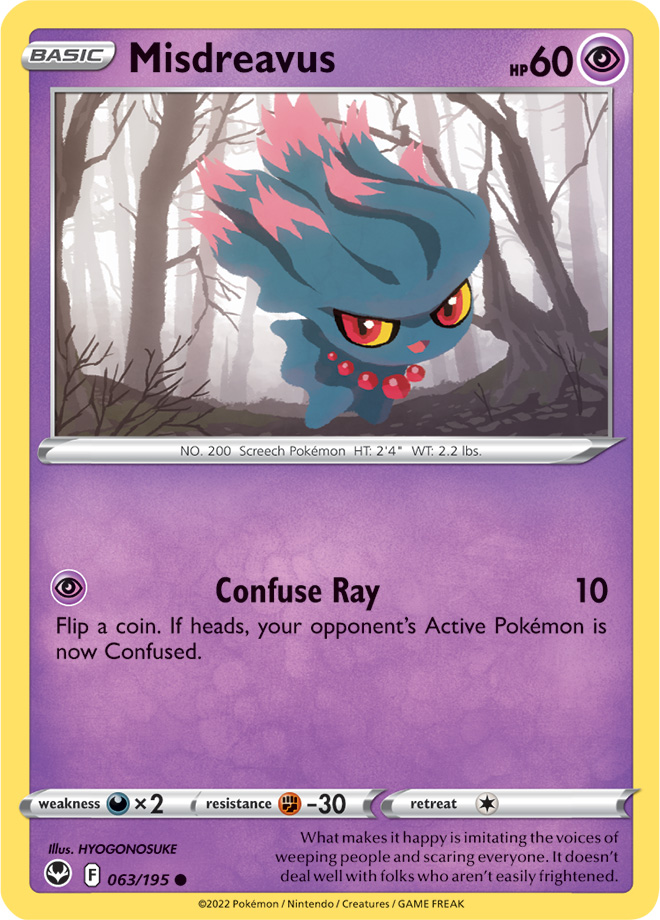 BASIC Misdreavus HP60
NO. 200 Screech Pokémon HT: 2'4" WT: 2.2 lbs.
Confuse Ray 10
Flip a coin. If heads, your opponent's Active Pokémon is
now Confused.
weakness ×2 resistance -30 retreat
Illus. HYOGONOSUKE
F 063/195
What makes it happy is imitating the voices of
weeping people and scaring everyone. It doesn't
deal well with folks who aren't easily frightened.
©2022 Pokémon / Nintendo / Creatures / GAME FREAK